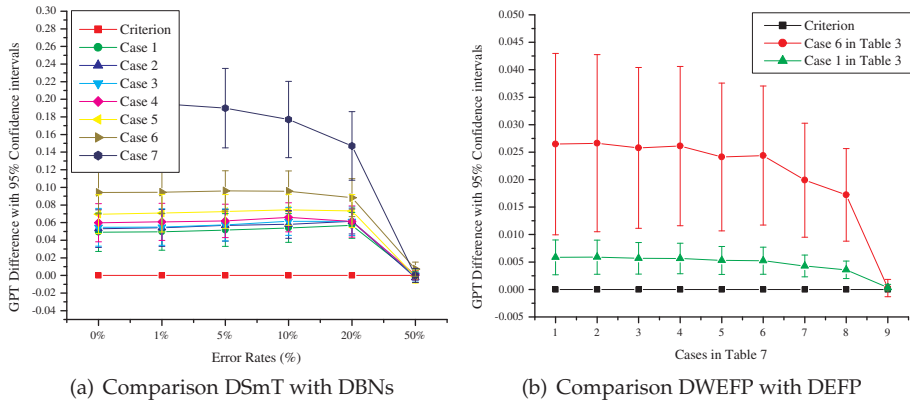 GPT Difference with 95% Confidence intervals
0.30
0.28
0.26
0.24
0.22
0.20
0.18
0.16
0.14
0.12
0.10
0.08
0.06
0.04
0.02
0.00
-0.02
-0.04
Criterion
Case 1
Case 2
Case 3
Case 4
Case 5
Case 6
Case 7
0% 1% 5% 10% 20% 50%
Error Rates (%)
(a) Comparison DSmT with DBNs
GPT Difference with 95% Confidence intervals
0.050
0.045
0.040
0.035
0.030
0.025
0.020
0.015
0.010
0.005
0.000
-0.005
Criterion
Case 6 in Table 3
Case 1 in Table 3
1 2 3 4 5 6 7 8 9
Cases in Table 7
(b) Comparison DWEFP with DEFP